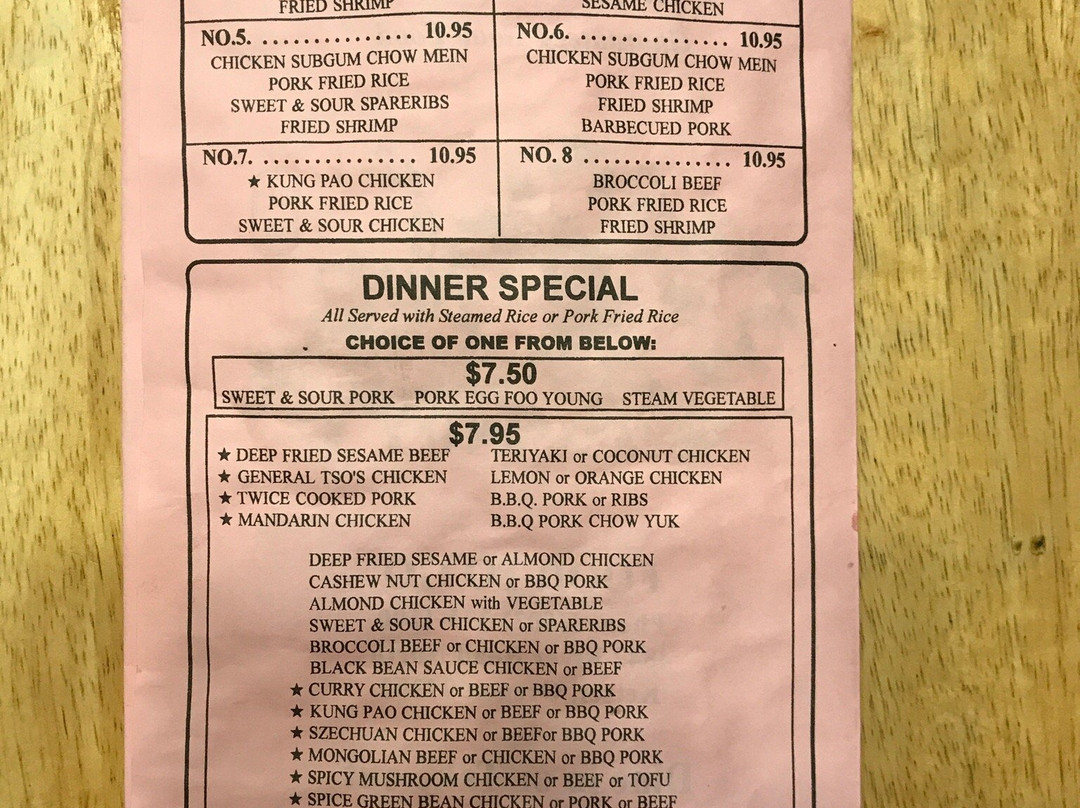 FRIED SHRIMP
SESAME CHICKEN
NO.5. ............... 10.95
CHICKEN SUBGUM CHOW MEIN
PORK FRIED RICE
SWEET & SOUR SPARERIBS
FRIED SHRIMP
NO.6. ............... 10.95
CHICKEN SUBGUM CHOW MEIN
PORK FRIED RICE
FRIED SHRIMP
BARBECUED PORK
NO.7. ............... 10.95
★ KUNG PAO CHICKEN
PORK FRIED RICE
SWEET & SOUR CHICKEN
NO. 8 ............... 10.95
BROCCOLI BEEF
PORK FRIED RICE
FRIED SHRIMP
DINNER SPECIAL
All Served with Steamed Rice or Pork Fried Rice
CHOICE OF ONE FROM BELOW:
$7.50
SWEET & SOUR PORK PORK EGG FOO YOUNG STEAM VEGETABLE
$7.95
★ DEEP FRIED SESAME BEEF TERIYAKI or COCONUT CHICKEN
★ GENERAL TSO'S CHICKEN LEMON or ORANGE CHICKEN
★ TWICE COOKED PORK B.B.Q. PORK or RIBS
★ MANDARIN CHICKEN B.B.Q PORK CHOW YUK
DEEP FRIED SESAME or ALMOND CHICKEN
CASHEW NUT CHICKEN or BBQ PORK
ALMOND CHICKEN with VEGETABLE
SWEET & SOUR CHICKEN or SPARERIBS
BROCCOLI BEEF or CHICKEN or BBQ PORK
BLACK BEAN SAUCE CHICKEN or BEEF
★ CURRY CHICKEN or BEEF or BBQ PORK
★ KUNG PAO CHICKEN or BEEF or BBQ PORK
★ SZECHUAN CHICKEN or BEEFor BBQ PORK
★ MONGOLIAN BEEF or CHICKEN or BBQ PORK
★ SPICY MUSHROOM CHICKEN or BEEF or TOFU
★ SPICE GREEN BEAN CHICKEN or PORK or BEEF